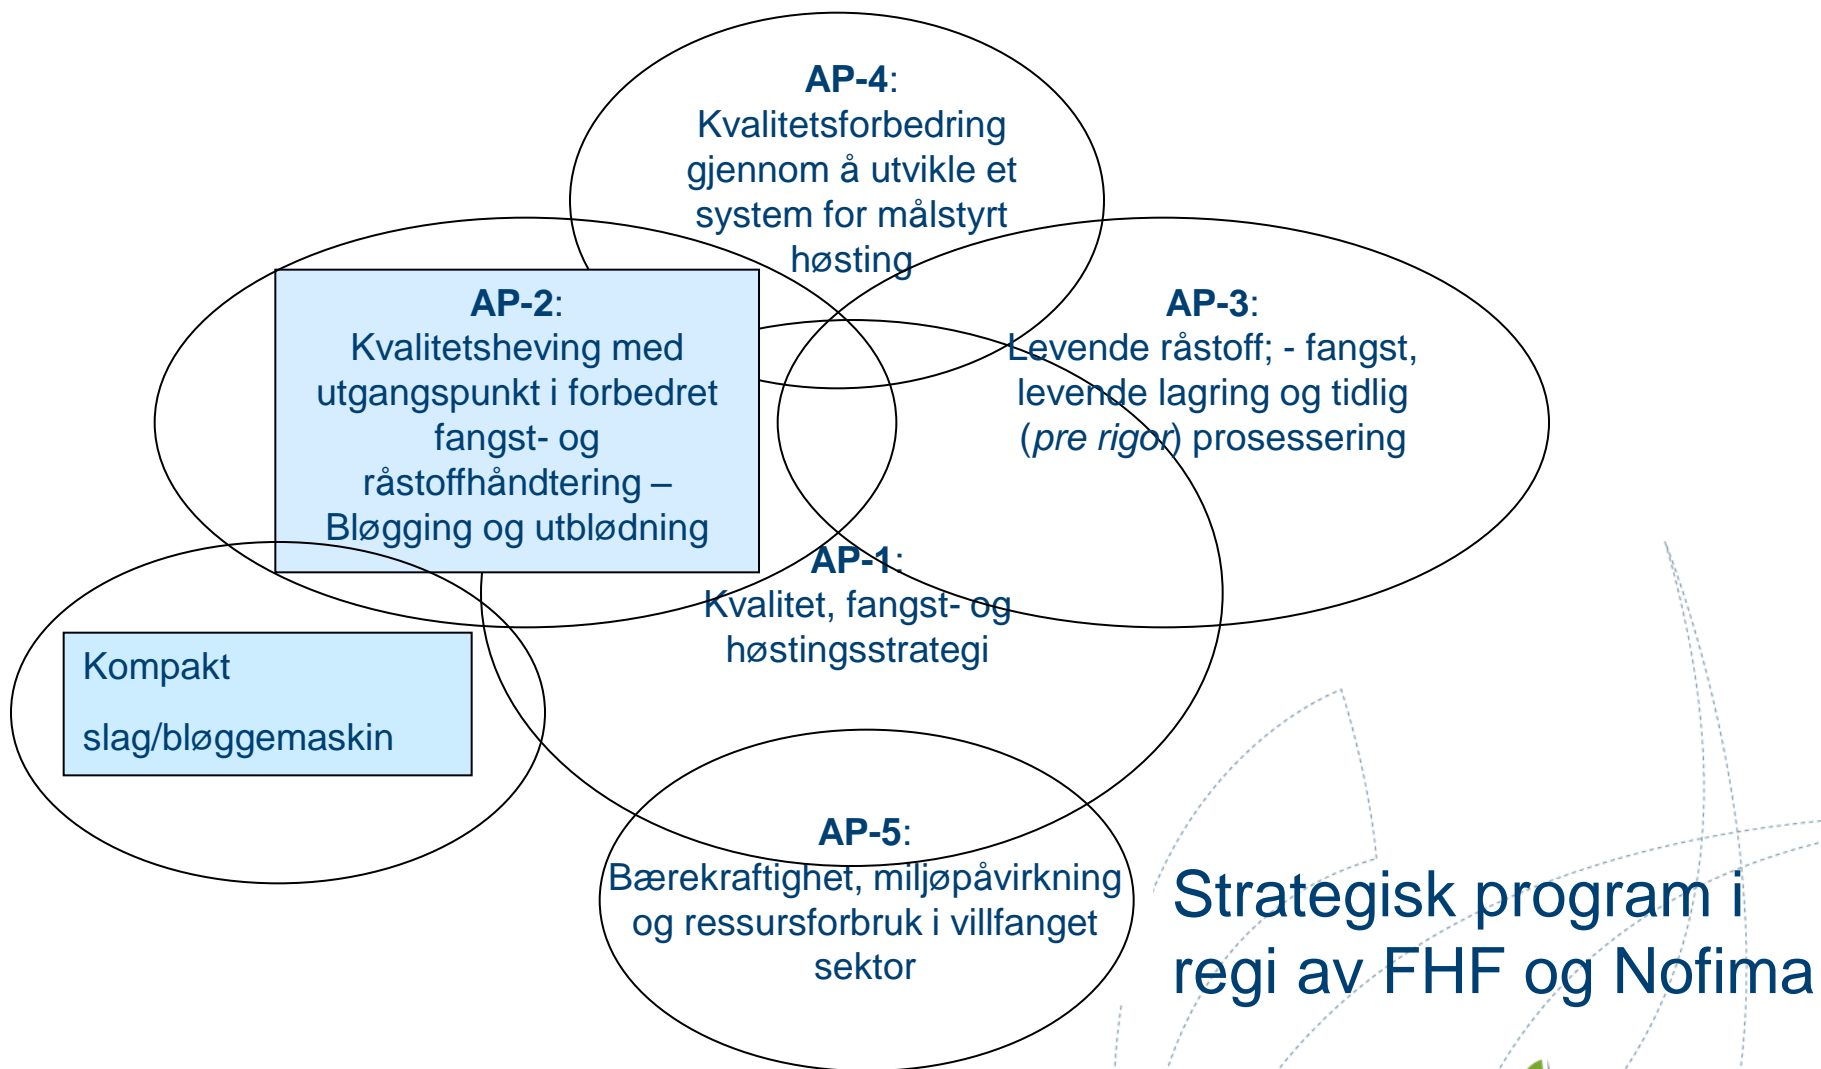 AP-4:
Kvalitetsforbedring
gjennom å utvikle et
system for målstyrt
høsting
AP-2:
Kvalitetsheving med
utgangspunkt i forbedret
fangst- og
råstoffhåndtering –
Bløgging og utblødning
AP-3:
Levende råstoff; - fangst,
levende lagring og tidlig
(pre rigor) prosessering
AP-1:
Kvalitet, fangst- og
høstingsstrategi
Kompakt
slag/bløggemaskin
AP-5:
Bærekraftighet, miljøpåvirkning
og ressursforbruk i villfanget
sektor
Strategisk program i
regi av FHF og Nofima